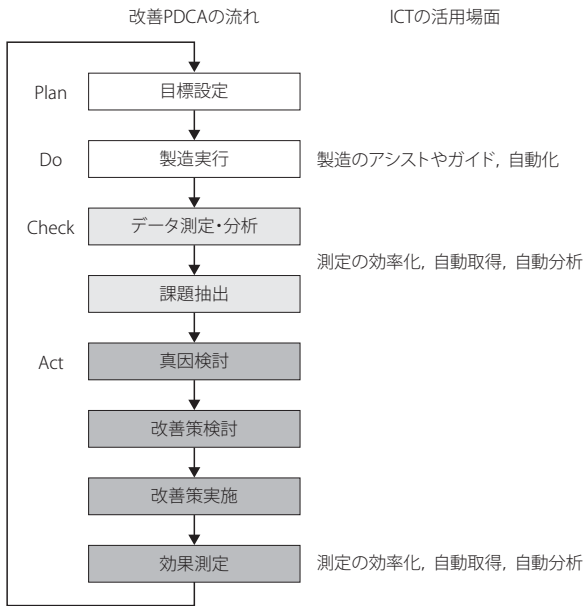 改善PDCAの流れ ICTの活用場面
Plan 目標設定
Do 製造実行 製造のアシストやガイド, 自動化
Check データ測定・分析
測定の効率化, 自動取得, 自動分析
課題抽出
Act 真因検討
改善策検討
改善策実施
効果測定 測定の効率化, 自動取得, 自動分析